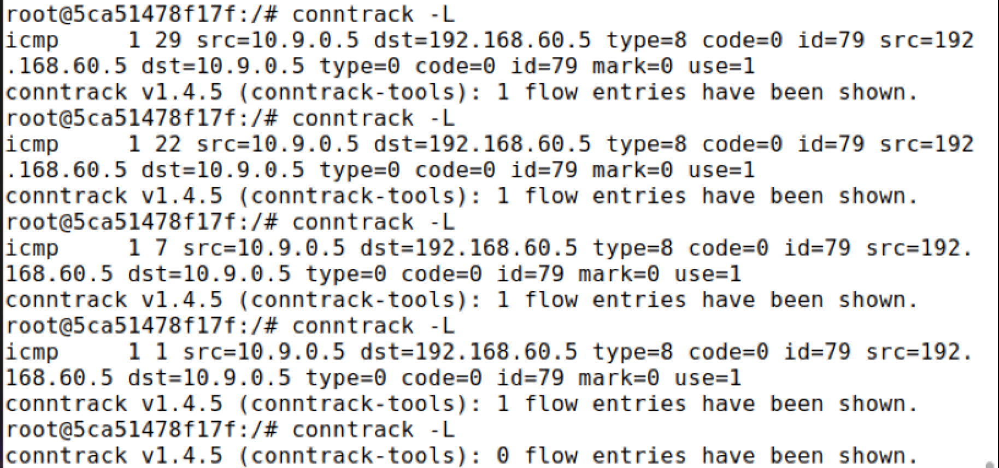 root@5ca51478f17f:/# conntrack -L
icmp     1 29 src=10.9.0.5 dst=192.168.60.5 type=8 code=0 id=79 src=192
.168.60.5 dst=10.9.0.5 type=0 code=0 id=79 mark=0 use=1
conntrack v1.4.5 (conntrack-tools): 1 flow entries have been shown.
root@5ca51478f17f:/# conntrack -L
icmp     1 22 src=10.9.0.5 dst=192.168.60.5 type=8 code=0 id=79 src=192
.168.60.5 dst=10.9.0.5 type=0 code=0 id=79 mark=0 use=1
conntrack v1.4.5 (conntrack-tools): 1 flow entries have been shown.
root@5ca51478f17f:/# conntrack -L
icmp     1 7 src=10.9.0.5 dst=192.168.60.5 type=8 code=0 id=79 src=192.
168.60.5 dst=10.9.0.5 type=0 code=0 id=79 mark=0 use=1
conntrack v1.4.5 (conntrack-tools): 1 flow entries have been shown.
root@5ca51478f17f:/# conntrack -L
icmp     1 1 src=10.9.0.5 dst=192.168.60.5 type=8 code=0 id=79 src=192.
168.60.5 dst=10.9.0.5 type=0 code=0 id=79 mark=0 use=1
conntrack v1.4.5 (conntrack-tools): 1 flow entries have been shown.
root@5ca51478f17f:/# conntrack -L
conntrack v1.4.5 (conntrack-tools): 0 flow entries have been shown.